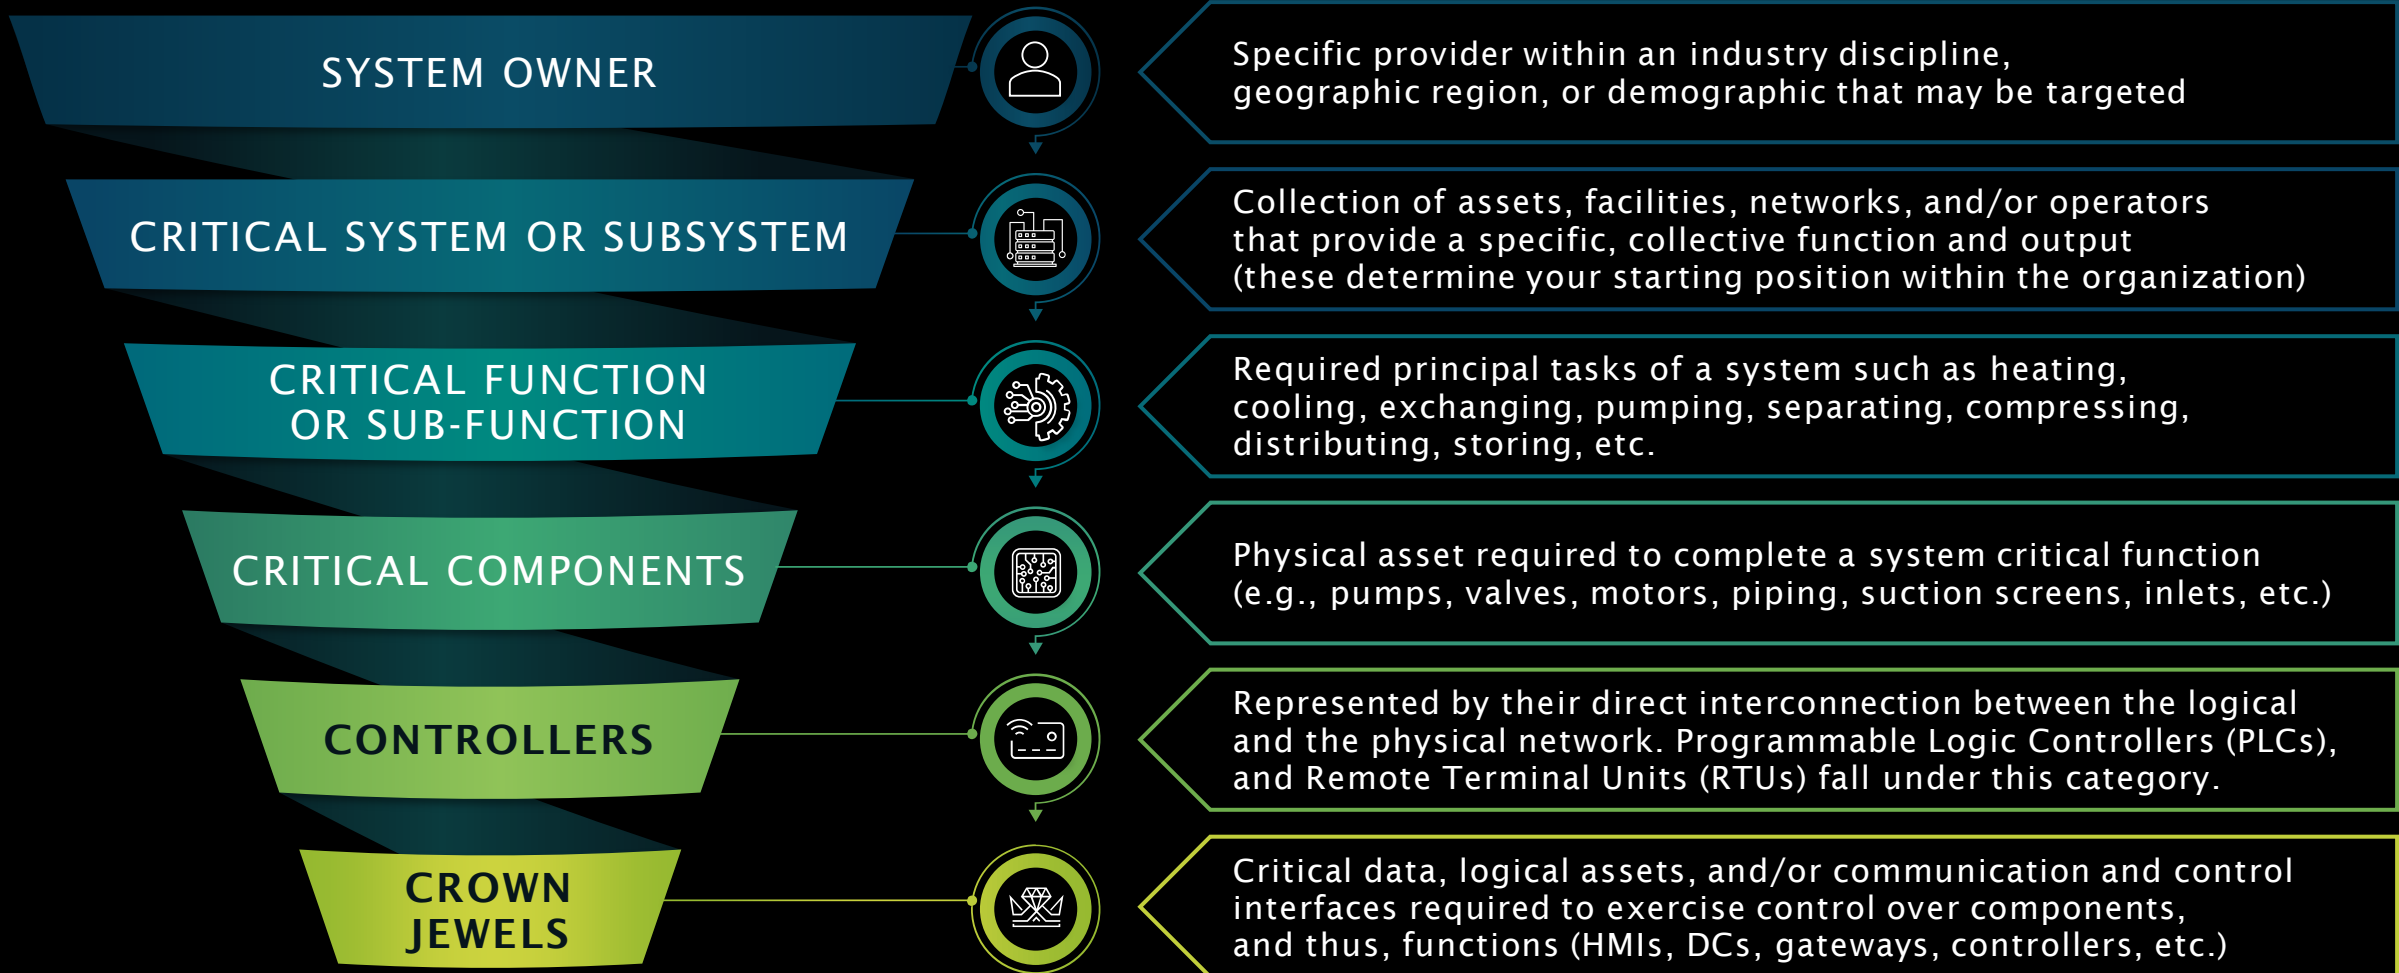 SYSTEM OWNER
Specific provider within an industry discipline,
geographic region, or demographic that may be targeted
CRITICAL SYSTEM OR SUBSYSTEM
Collection of assets, facilities, networks, and/or operators
that provide a specific, collective function and output
(these determine your starting position within the organization)
CRITICAL FUNCTION
OR SUB-FUNCTION
Required principal tasks of a system such as heating,
cooling, exchanging, pumping, separating, compressing,
distributing, storing, etc.
CRITICAL COMPONENTS
Physical asset required to complete a system critical function
(e.g., pumps, valves, motors, piping, suction screens, inlets, etc.)
CONTROLLERS
Represented by their direct interconnection between the logical
and the physical network. Programmable Logic Controllers (PLCs),
and Remote Terminal Units (RTUs) fall under this category.
CROWN
JEWELS
Critical data, logical assets, and/or communication and control
interfaces required to exercise control over components,
and thus, functions (HMIs, DCs, gateways, controllers, etc.)